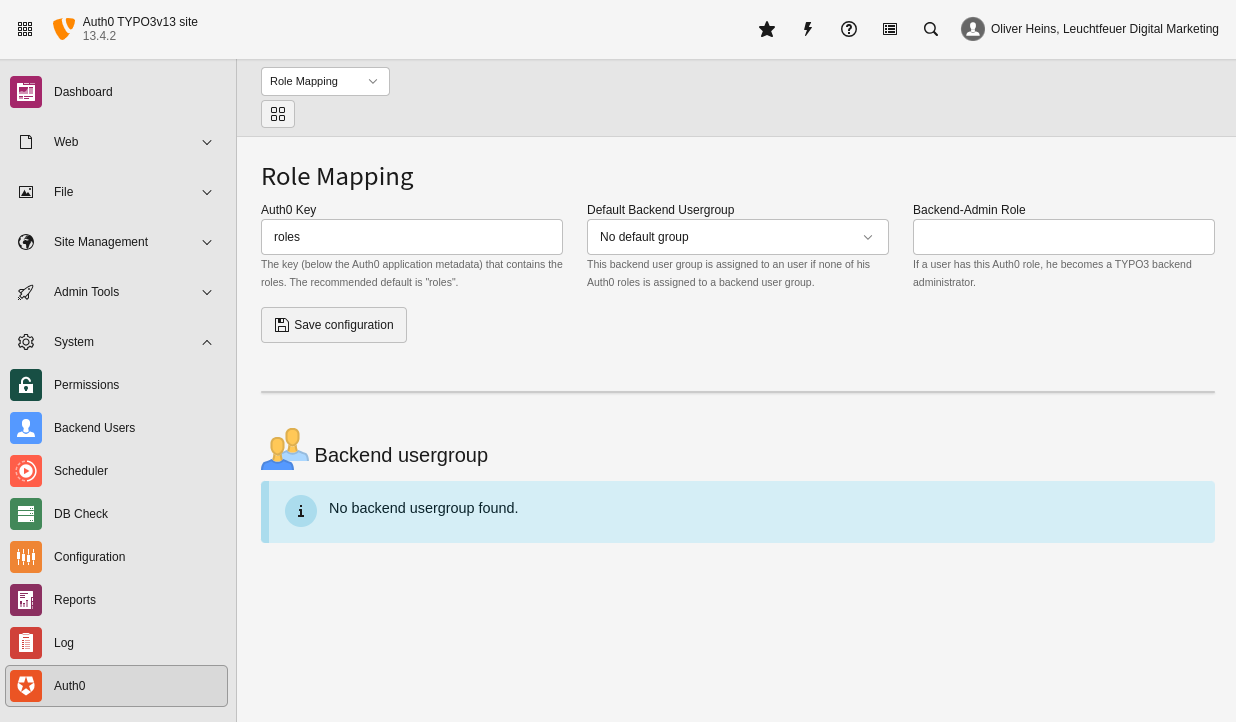 Auth0 TYPO3v13 site
13.4.2
Oliver Heins, Leuchtfeuer Digital Marketing
Dashboard
Web
File
Site Management
Admin Tools
System
Permissions
Backend Users
Scheduler
DB Check
Configuration
Reports
Log
Auth0
Role Mapping
Role Mapping
Auth0 Key
roles
The key (below the Auth0 application metadata) that contains the
roles. The recommended default is "roles".
Default Backend Usergroup
No default group
This backend user group is assigned to an user if none of his
Auth0 roles is assigned to a backend user group.
Backend-Admin Role
If a user has this Auth0 role, he becomes a TYPO3 backend
administrator.
Save configuration
Backend usergroup
No backend usergroup found.